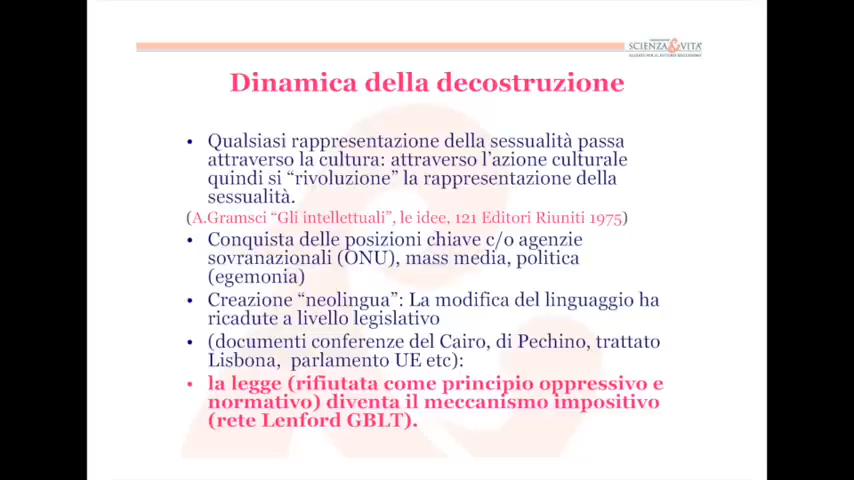 SCIENZA&VITA'
Dinamica della decostruzione
• Qualsiasi rappresentazione della sessualità passa
attraverso la cultura: attraverso l'azione culturale
quindi si “rivoluzione” la rappresentazione della
sessualità.
(A.Gramsci “Gli intellettuali”, le idee, 121 Editori Riuniti 1975)
• Conquista delle posizioni chiave c/o agenzie
sovranazionali (ONU), mass media, politica
(egemonia)
• Creazione “neolingua”: La modifica del linguaggio ha
ricadute a livello legislativo
• (documenti conferenze del Cairo, di Pechino, trattato
Lisbona, parlamento UE etc):
• la legge (rifiutata come principio oppressivo e
normativo) diventa il meccanismo impositivo
(rete Lenford GBLT).